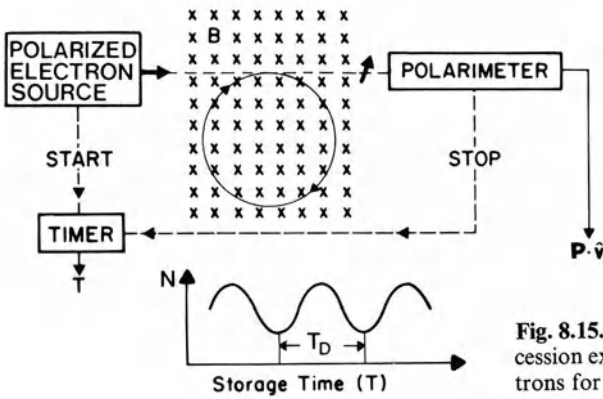 POLARIZED
ELECTRON
SOURCE
B
POLARIMETER
START
STOP
TIMER
T
P·v̂
N
T_D
Storage Time (T)
Fig. 8.15.
cession ex
trons for